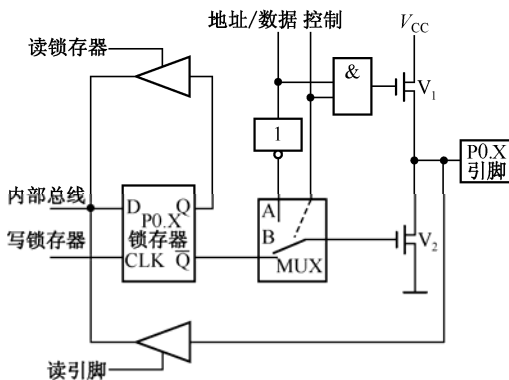 地址/数据 控制
V_CC
读锁存器
&
V₁
1
P0.X
引脚
内部总线
D Q
P0.X
锁存器
写锁存器
CLK Q̅
A
B
MUX
V₂
读引脚